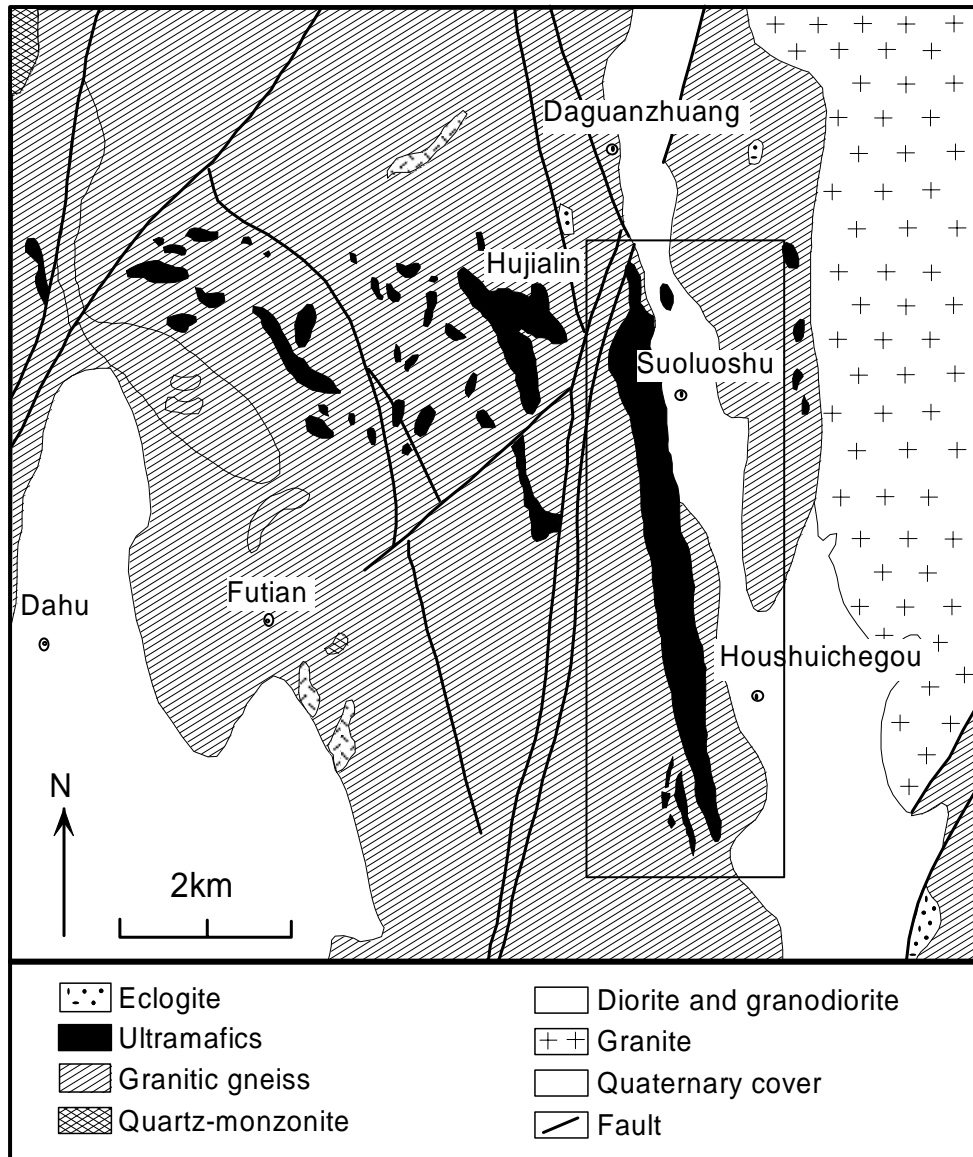 Daguanzhuang
Hujialin
Suoluoshu
Futian
Dahu
Houshuichegou
N
2km
Eclogite
Ultramafics
Granitic gneiss
Quartz-monzonite
Diorite and granodiorite
Granite
Quaternary cover
Fault